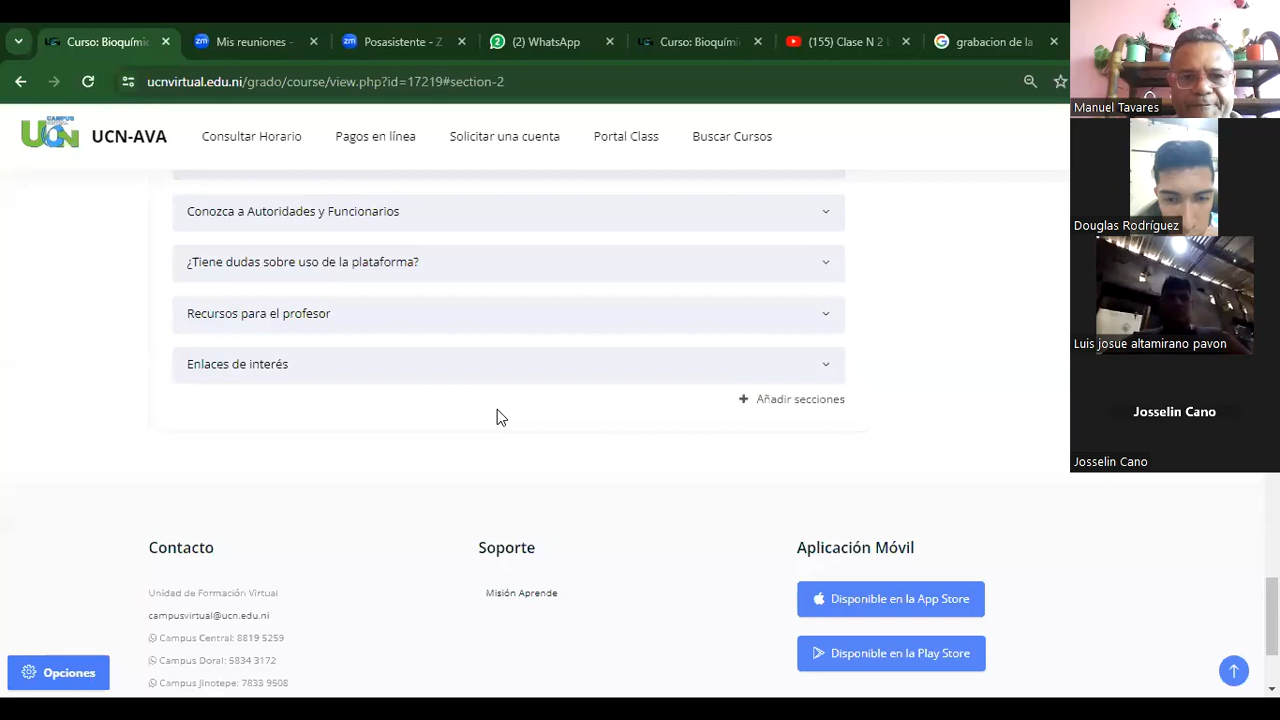 Curso: Bioquími
Mis reuniones -
Posasistente - Z
(2) WhatsApp
Curso: Bioquími
(155) Clase N 2 L
grabacion de la
ucnvirtual.edu.ni/grado/course/view.php?id=17219#section-2
CAMPUS
UCN
UCN-AVA
Consultar Horario
Pagos en línea
Solicitar una cuenta
Portal Class
Buscar Cursos
Conozca a Autoridades y Funcionarios
¿Tiene dudas sobre uso de la plataforma?
Recursos para el profesor
Enlaces de interés
Añadir secciones
Contacto
Unidad de Formación Virtual
campusvirtual@ucn.edu.ni
Campus Central: 8819 5259
Campus Doral: 5834 3172
Campus Jinotepe: 7833 9508
Soporte
Misión Aprende
Aplicación Móvil
Disponible en la App Store
Disponible en la Play Store
Opciones
Manuel Tavares
Douglas Rodríguez
Luis josue altamirano pavon
Josselin Cano
Josselin Cano